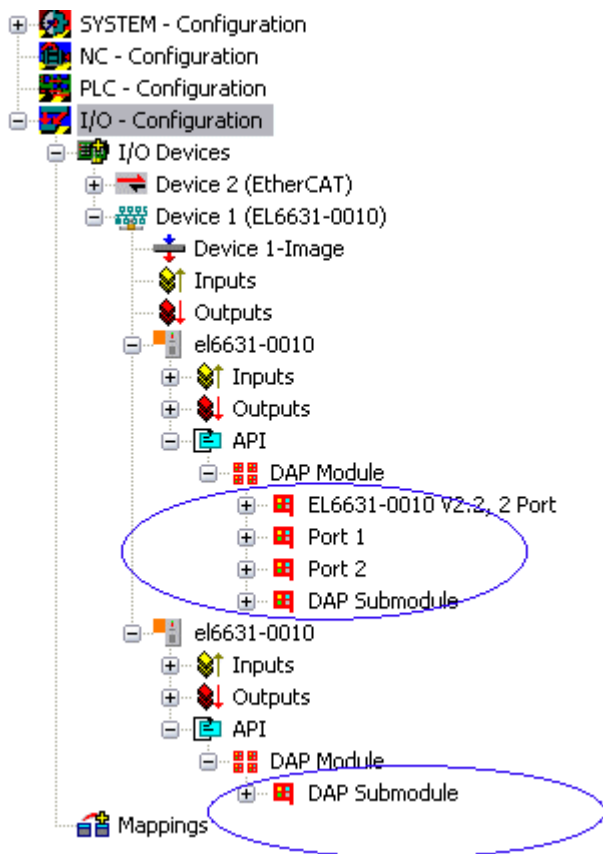 SYSTEM - Configuration
NC - Configuration
PLC - Configuration
I/O - Configuration
I/O Devices
Device 2 (EtherCAT)
Device 1 (EL6631-0010)
Device 1-Image
Inputs
Outputs
el6631-0010
Inputs
Outputs
API
DAP Module
EL6631-0010 V2.2, 2 Port
Port 1
Port 2
DAP Submodule
el6631-0010
Inputs
Outputs
API
DAP Module
DAP Submodule
Mappings